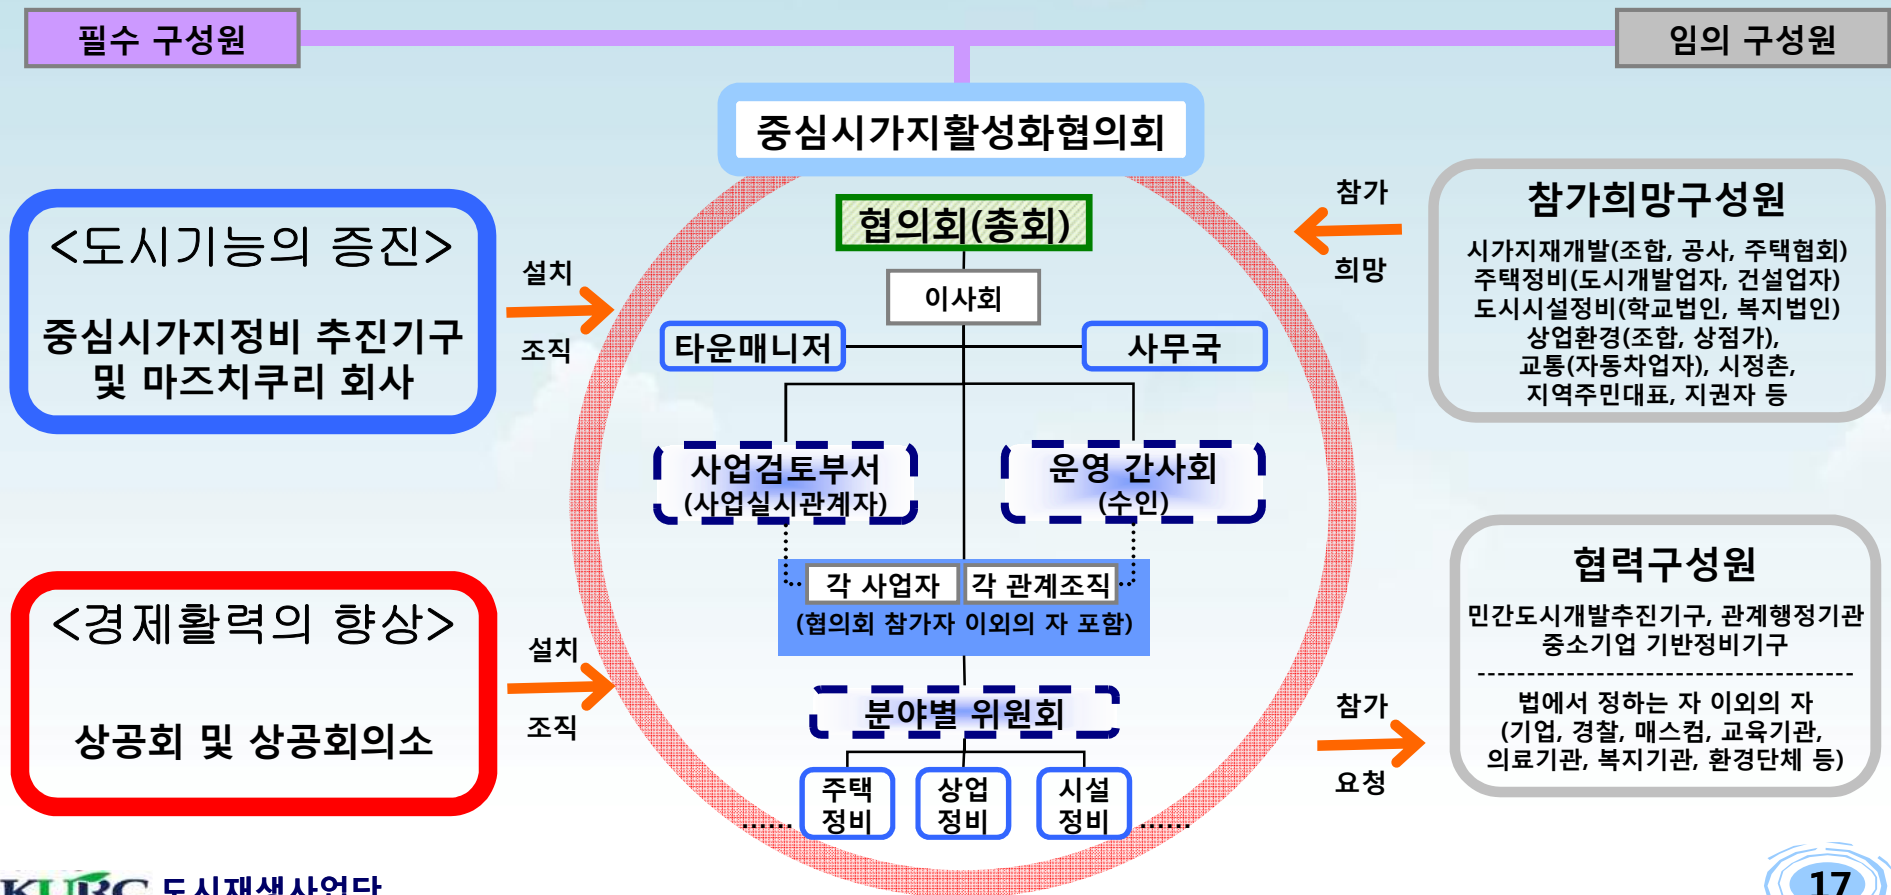 필수 구성원
임의 구성원
중심시가지활성화협의회
<도시기능의 증진>
중심시가지정비 추진기구
및 마즈치쿠리 회사
설치
조직
<경제활력의 향상>
상공회 및 상공회의소
설치
조직
협의회(총회)
이사회
타운매니저
사무국
사업검토부서
(사업실시관계자)
운영 간사회
(수인)
각 사업자
각 관계조직
(협의회 참가자 이외의 자 포함)
분야별 위원회
......
주택
정비
상업
정비
시설
정비
......
참가
희망
참가희망구성원
시가지재개발(조합, 공사, 주택협회)
주택정비(도시개발업자, 건설업자)
도시시설정비(학교법인, 복지법인)
상업환경(조합, 상점가),
교통(자동차업자), 시정촌,
지역주민대표, 지권자 등
참가
요청
협력구성원
민간도시개발추진기구, 관계행정기관
중소기업 기반정비기구
법에서 정하는 자 이외의 자
(기업, 경찰, 매스컴, 교육기관,
의료기관, 복지기관, 환경단체 등)
KURC 도시재생사업단
17